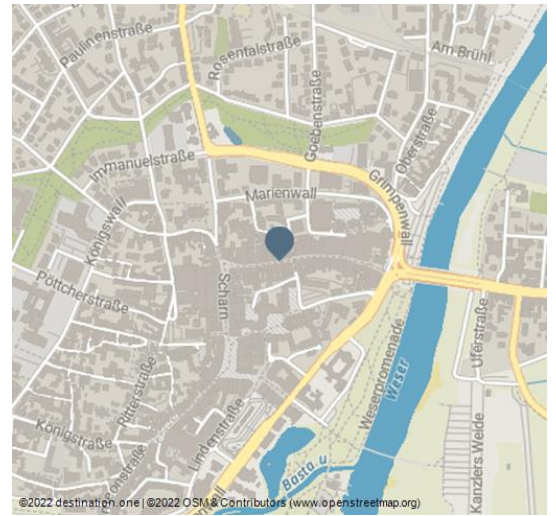 Paulinenstraße
Rosentalstraße
Am Brühl
Goebenstraße
Oberstraße
Immanuelstraße
Grimpenwall
Marienwall
Königswall
Pöttcherstraße
Scharn
Weserpromenade
Weser
Uferstraße
Ritterstraße
Lindenstraße
Königstraße
Kanzlers Weide
Basta
©2022 destination.one | ©2022 OSM & Contributors (www.openstreetmap.org)